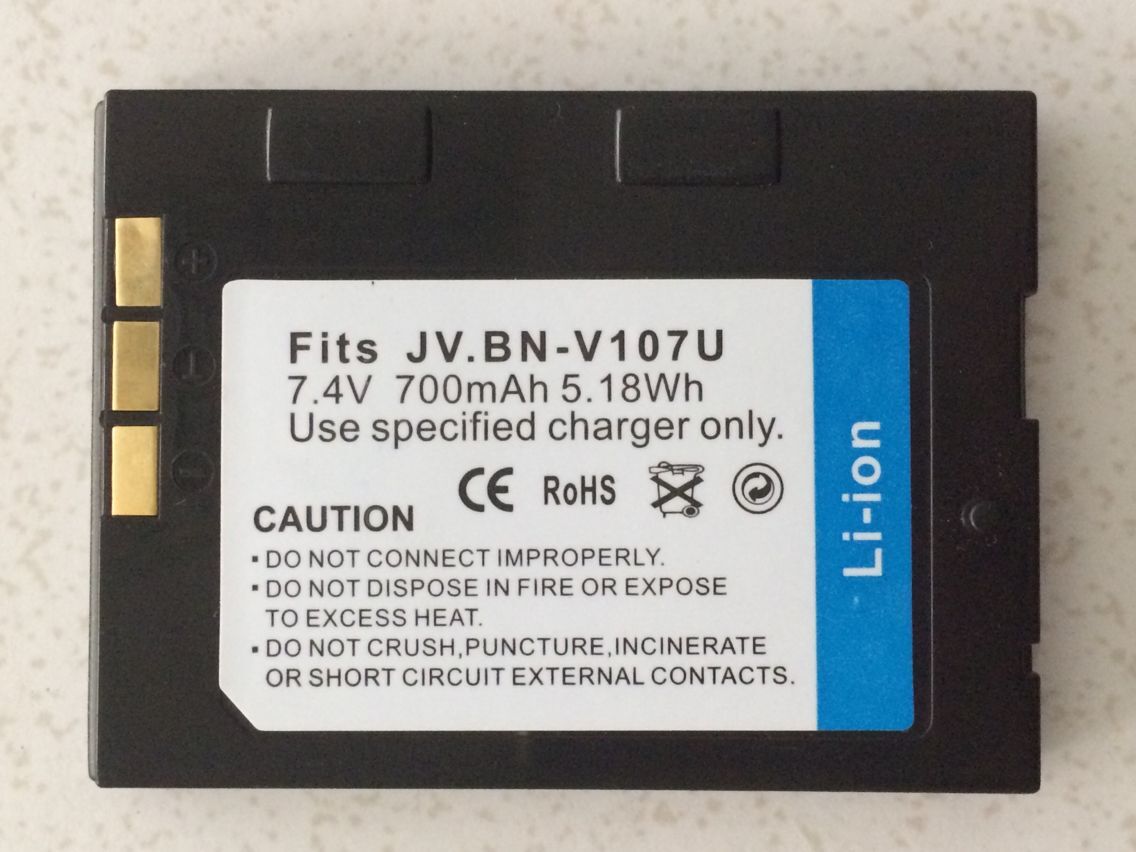 Fits JV.BN-V107U
7.4V 700mAh 5.18Wh
Use specified charger only.
CE RoHS
CAUTION
▪DO NOT CONNECT IMPROPERLY.
▪DO NOT DISPOSE IN FIRE OR EXPOSE
TO EXCESS HEAT.
▪DO NOT CRUSH,PUNCTURE,INCINERATE
OR SHORT CIRCUIT EXTERNAL CONTACTS.
Li-ion